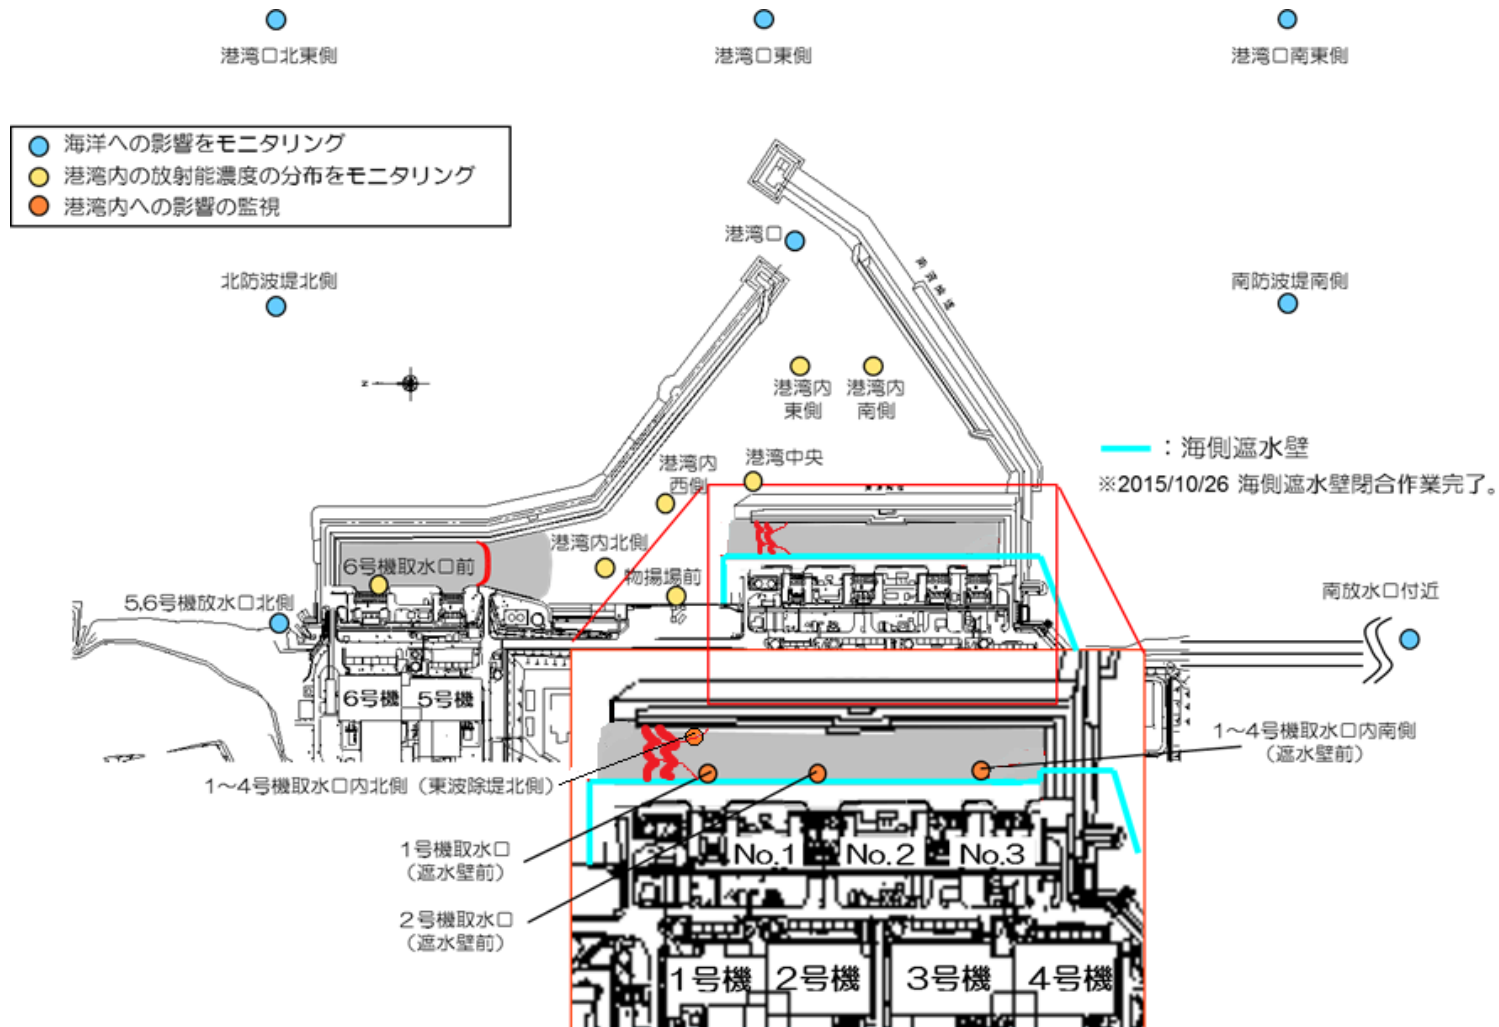 港湾口北東側
港湾口東側
港湾口南東側
海洋への影響をモニタリング
港湾内の放射能濃度の分布をモニタリング
港湾内への影響の監視
港湾口
北防波堤北側
南防波堤南側
南防波堤
N
港湾内
東側
港湾内
南側
：海側遮水壁
※2015/10/26 海側遮水壁閉合作業完了。
港湾中央
港湾内
西側
港湾内北側
6号機取水口前
物揚場前
5,6号機放水口北側
南放水口付近
6号機
5号機
1～4号機取水口内南側
（遮水壁前）
1～4号機取水口内北側（東波除堤北側）
1号機取水口
（遮水壁前）
2号機取水口
（遮水壁前）
No.1
No.2
No.3
1号機
2号機
3号機
4号機